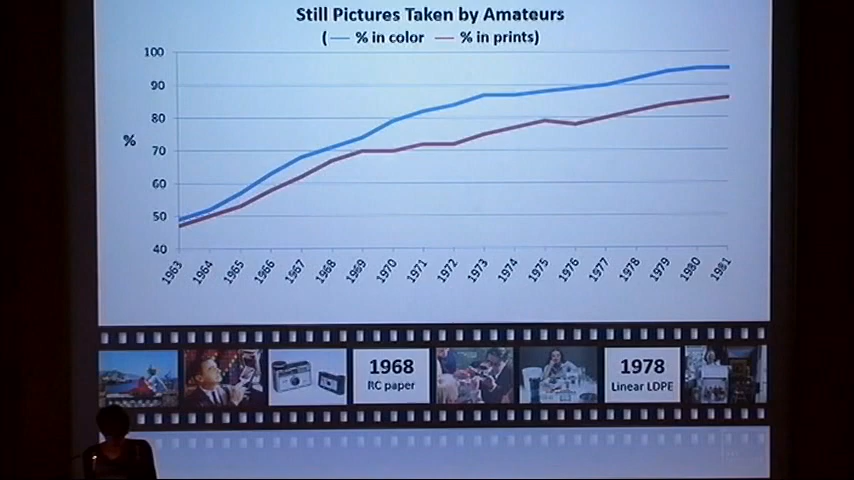 Still Pictures Taken by Amateurs
( — % in color — % in prints)
100
90
80
70
60
50
40
%
1963 1964 1965 1966 1967 1968 1969 1970 1971 1972 1973 1974 1975 1976 1977 1978 1979 1980 1981
1968
RC paper
1978
Linear LDPE